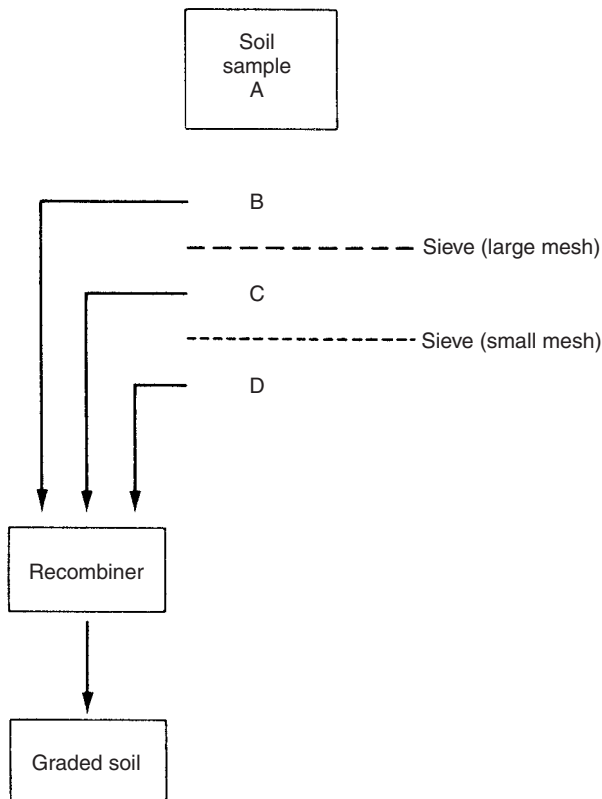 Soil
sample
A
B
Sieve (large mesh)
C
Sieve (small mesh)
D
Recombiner
Graded soil